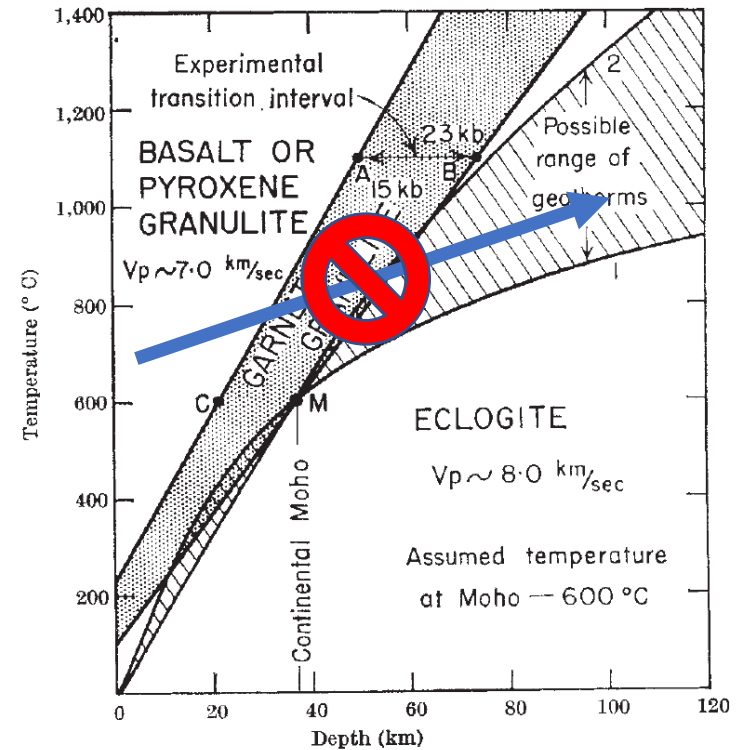 1,400
1,200
1,000
800
600
400
200
Temperature (° C)
Experimental
transition interval
BASALT OR
PYROXENE
GRANULITE
Vp~7·0 km/sec
23 kb
A
B
15 kb
2
Possible
range of
geotherms
1
C
M
Continental Moho
ECLOGITE
Vp~ 8·0 km/sec
Assumed temperature
at Moho — 600 °C
0
20
40
60
80
100
120
Depth (km)